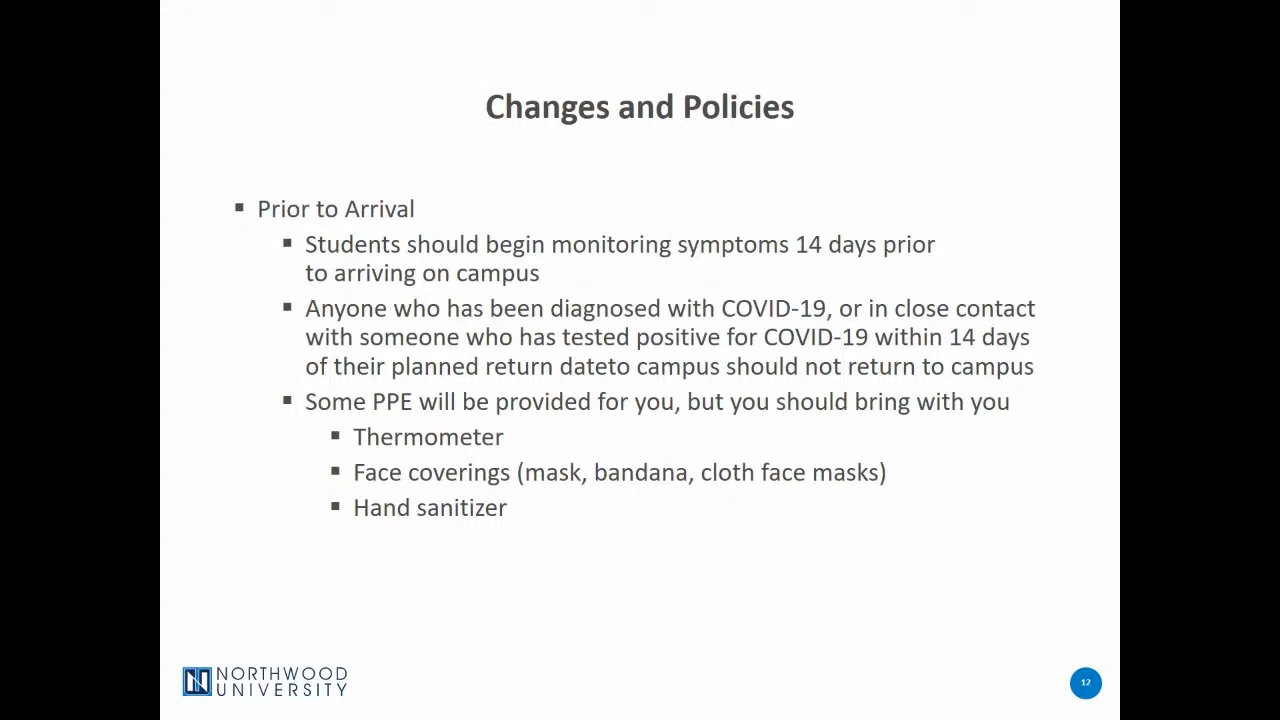 Changes and Policies
▪ Prior to Arrival
▪ Students should begin monitoring symptoms 14 days prior
to arriving on campus
▪ Anyone who has been diagnosed with COVID-19, or in close contact
with someone who has tested positive for COVID-19 within 14 days
of their planned return dateto campus should not return to campus
▪ Some PPE will be provided for you, but you should bring with you
▪ Thermometer
▪ Face coverings (mask, bandana, cloth face masks)
▪ Hand sanitizer
NORTHWOOD
UNIVERSITY
12